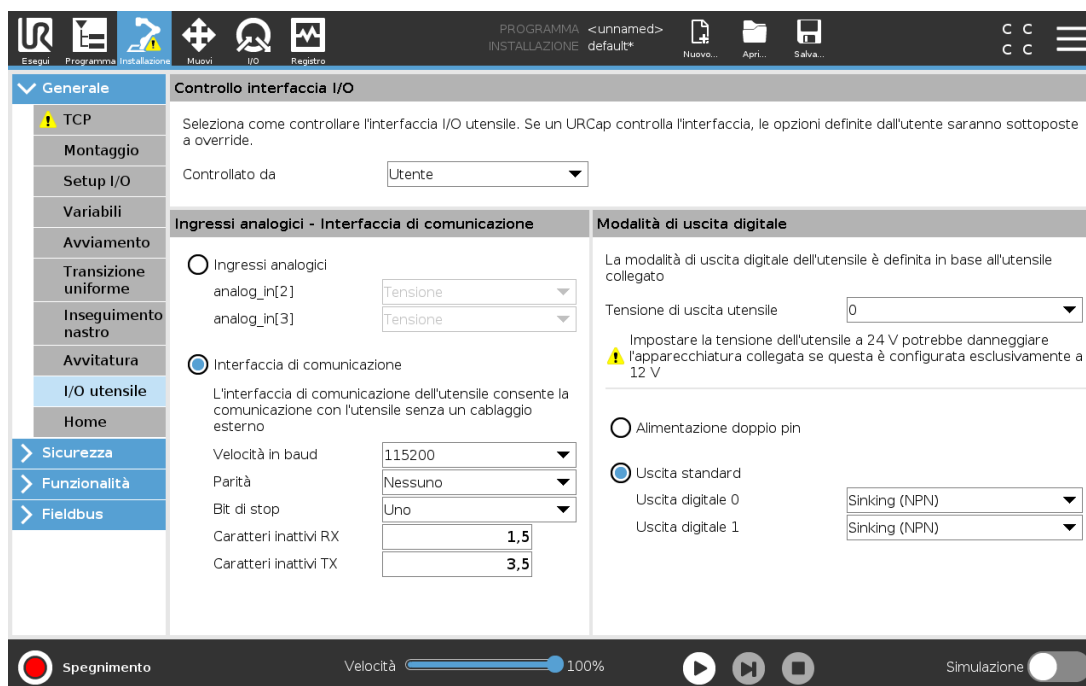 PROGRAMMA <unnamed>
INSTALLAZIONE default*
UR
Esegui Programma Installazione Muovi I/O Registro Nuovo... Apri... Salva...
C C
C C
Generale
TCP
Montaggio
Setup I/O
Variabili
Avviamento
Transizione
uniforme
Inseguimento
nastro
Avvitatura
I/O utensile
Home
Sicurezza
Funzionalità
Fieldbus
Controllo interfaccia I/O
Seleziona come controllare l'interfaccia I/O utensile. Se un URCap controlla l'interfaccia, le opzioni definite dall'utente saranno sottoposte
a override.
Controllato da Utente
Ingressi analogici - Interfaccia di comunicazione
Ingressi analogici
analog_in[2] Tensione
analog_in[3] Tensione
Interfaccia di comunicazione
L'interfaccia di comunicazione dell'utensile consente la
comunicazione con l'utensile senza un cablaggio
esterno
Velocità in baud 115200
Parità Nessuno
Bit di stop Uno
Caratteri inattivi RX 1,5
Caratteri inattivi TX 3,5
Modalità di uscita digitale
La modalità di uscita digitale dell'utensile è definita in base all'utensile
collegato
Tensione di uscita utensile 0
Impostare la tensione dell'utensile a 24 V potrebbe danneggiare
l'apparecchiatura collegata se questa è configurata esclusivamente a
12 V
Alimentazione doppio pin
Uscita standard
Uscita digitale 0 Sinking (NPN)
Uscita digitale 1 Sinking (NPN)
Spegnimento Velocità 100% Simulazione